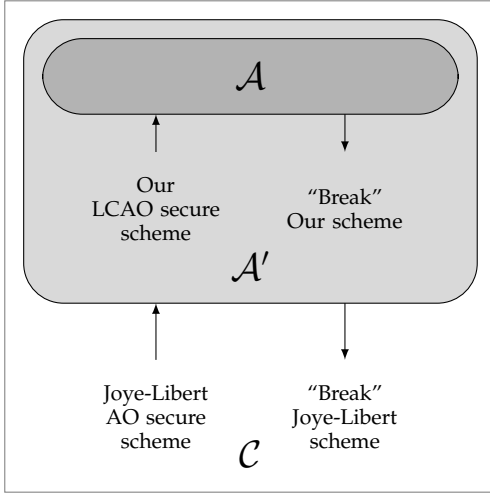 𝒜
Our
LCAO secure
scheme
“Break”
Our scheme
𝒜′
Joye-Libert
AO secure
scheme
“Break”
Joye-Libert
scheme
𝒞